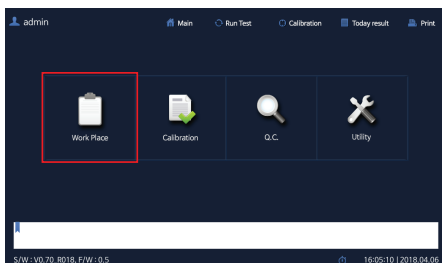 admin
Main
Run Test
Calibration
Today result
Print
Work Place
Calibration
Q.C.
Utility
S/W : V0.70_R018, F/W : 0.5
16:05:10 | 2018.04.06